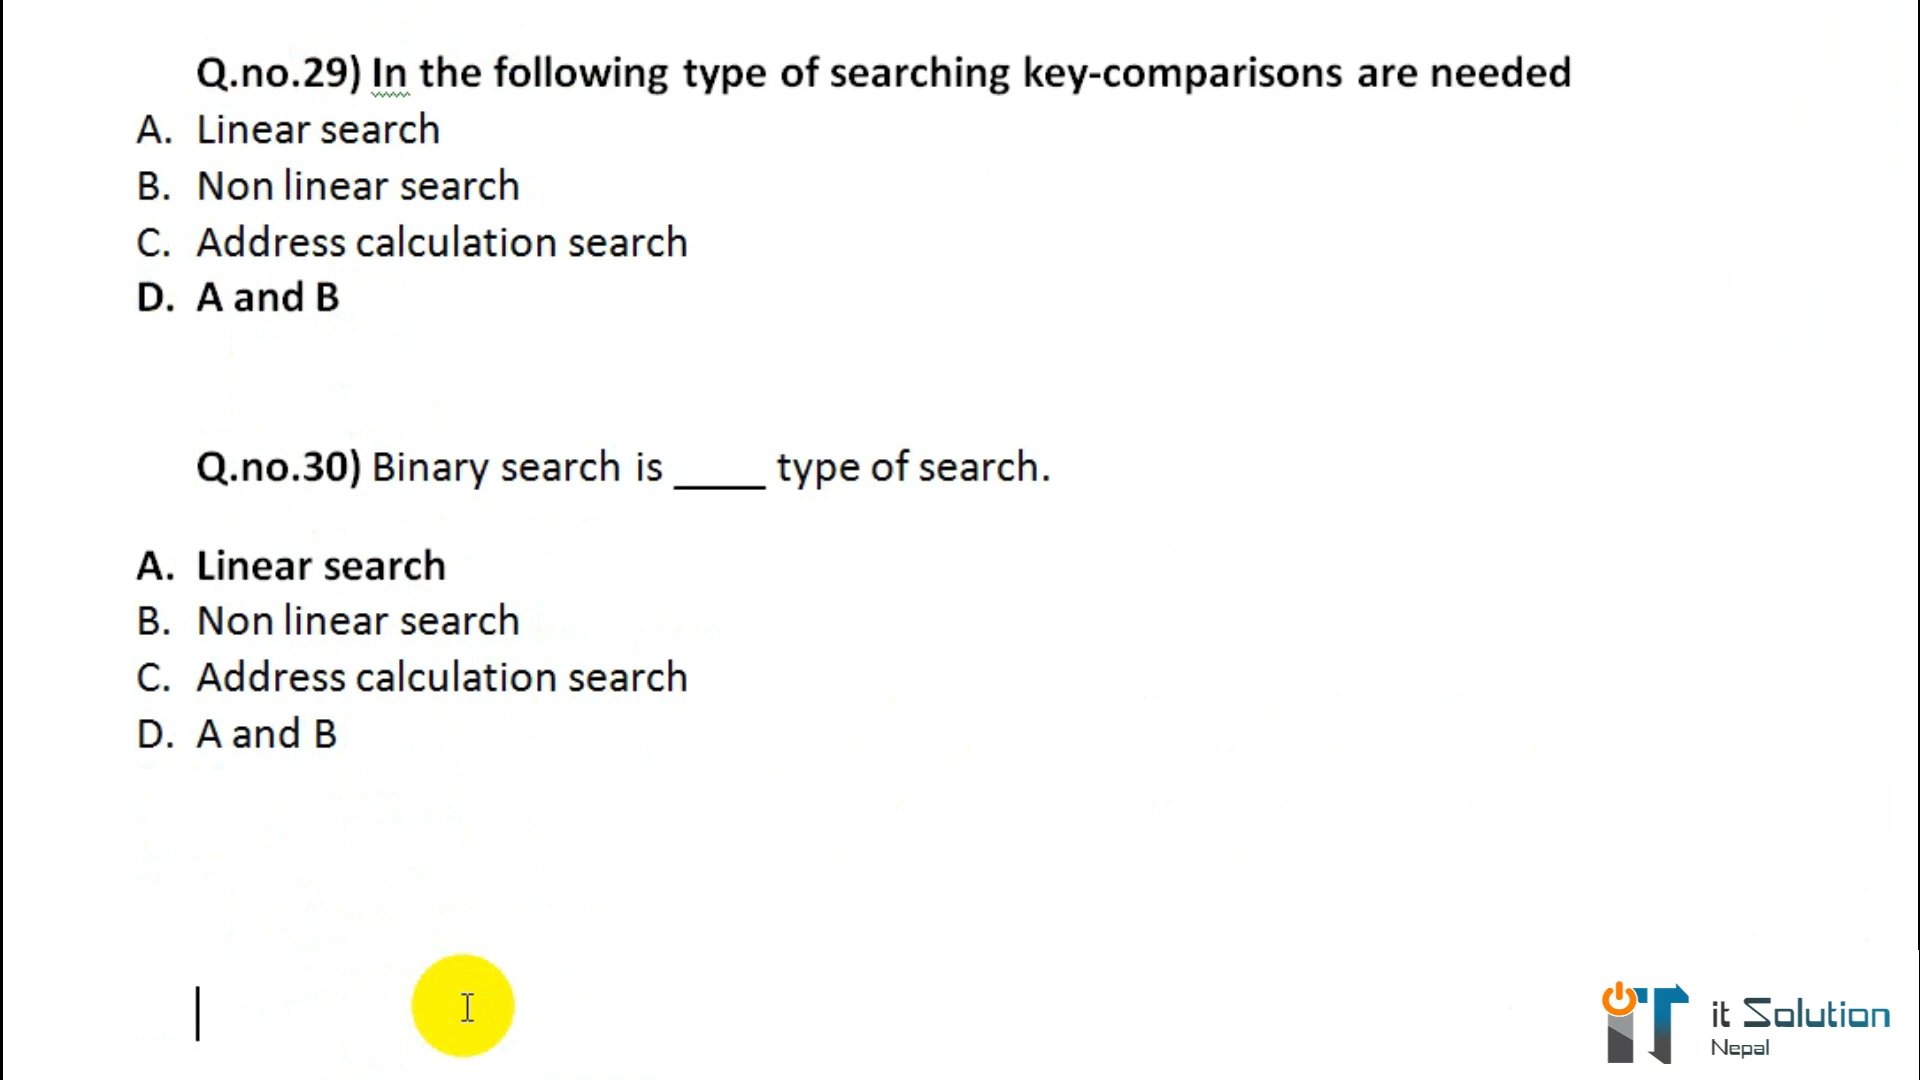 Q.no.29) In the following type of searching key-comparisons are needed
A. Linear search
B. Non linear search
C. Address calculation search
D. A and B
Q.no.30) Binary search is ____ type of search.
A. Linear search
B. Non linear search
C. Address calculation search
D. A and B
iT it Solution
Nepal